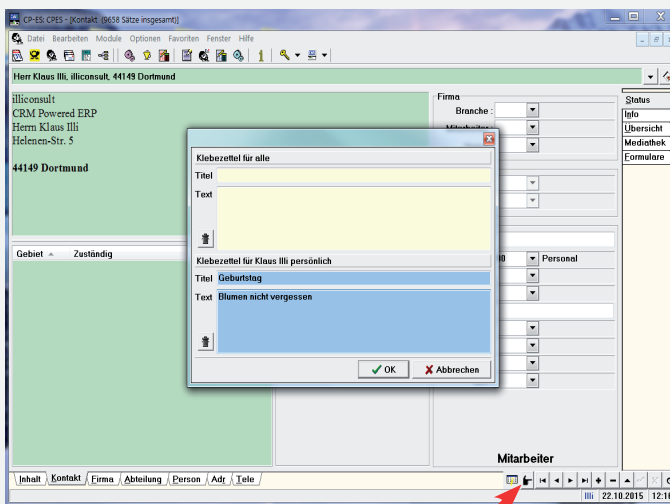 CP-ES: CPES - [Kontakt (9658 Sätze insgesamt)]
Datei Bearbeiten Module Optionen Favoriten Fenster Hilfe
Herr Klaus Illi, illiconsult, 44149 Dortmund
illiconsult
CRM Powered ERP
Herrn Klaus Illi
Helenen-Str. 5
44149 Dortmund
Firma
Branche :
Status
Info
Übersicht
Mediathek
Formulare
Klebezettel für alle
Titel
Text
Klebezettel für Klaus Illi persönlich
Titel Geburtstag
Text Blumen nicht vergessen
OK Abbrechen
Gebiet Zuständig
Personal
Mitarbeiter
Inhalt Kontakt Firma Abteilung Person Adr Tele
Illi 22.10.2015